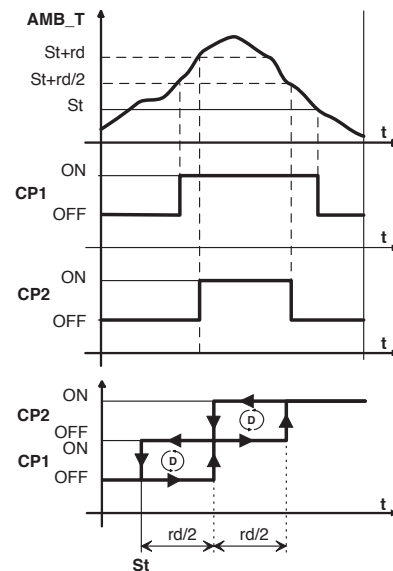 AMB_T
St+rd
St+rd/2
St
t
ON
CP1
OFF
t
ON
CP2
OFF
t
ON
CP2
OFF
ON
CP1
OFF
D
D
t
rd/2
rd/2
St